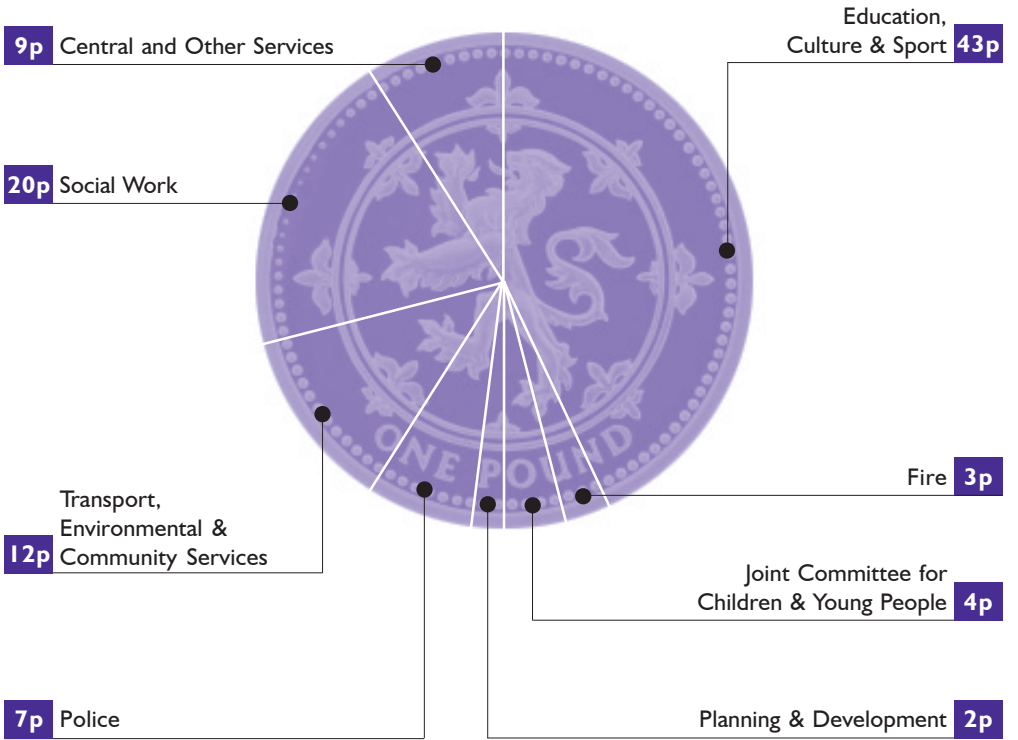 9p Central and Other Services
Education,
Culture & Sport 43p
20p Social Work
ONE POUND
Fire 3p
Transport,
Environmental &
12p Community Services
Joint Committee for
Children & Young People 4p
7p Police
Planning & Development 2p